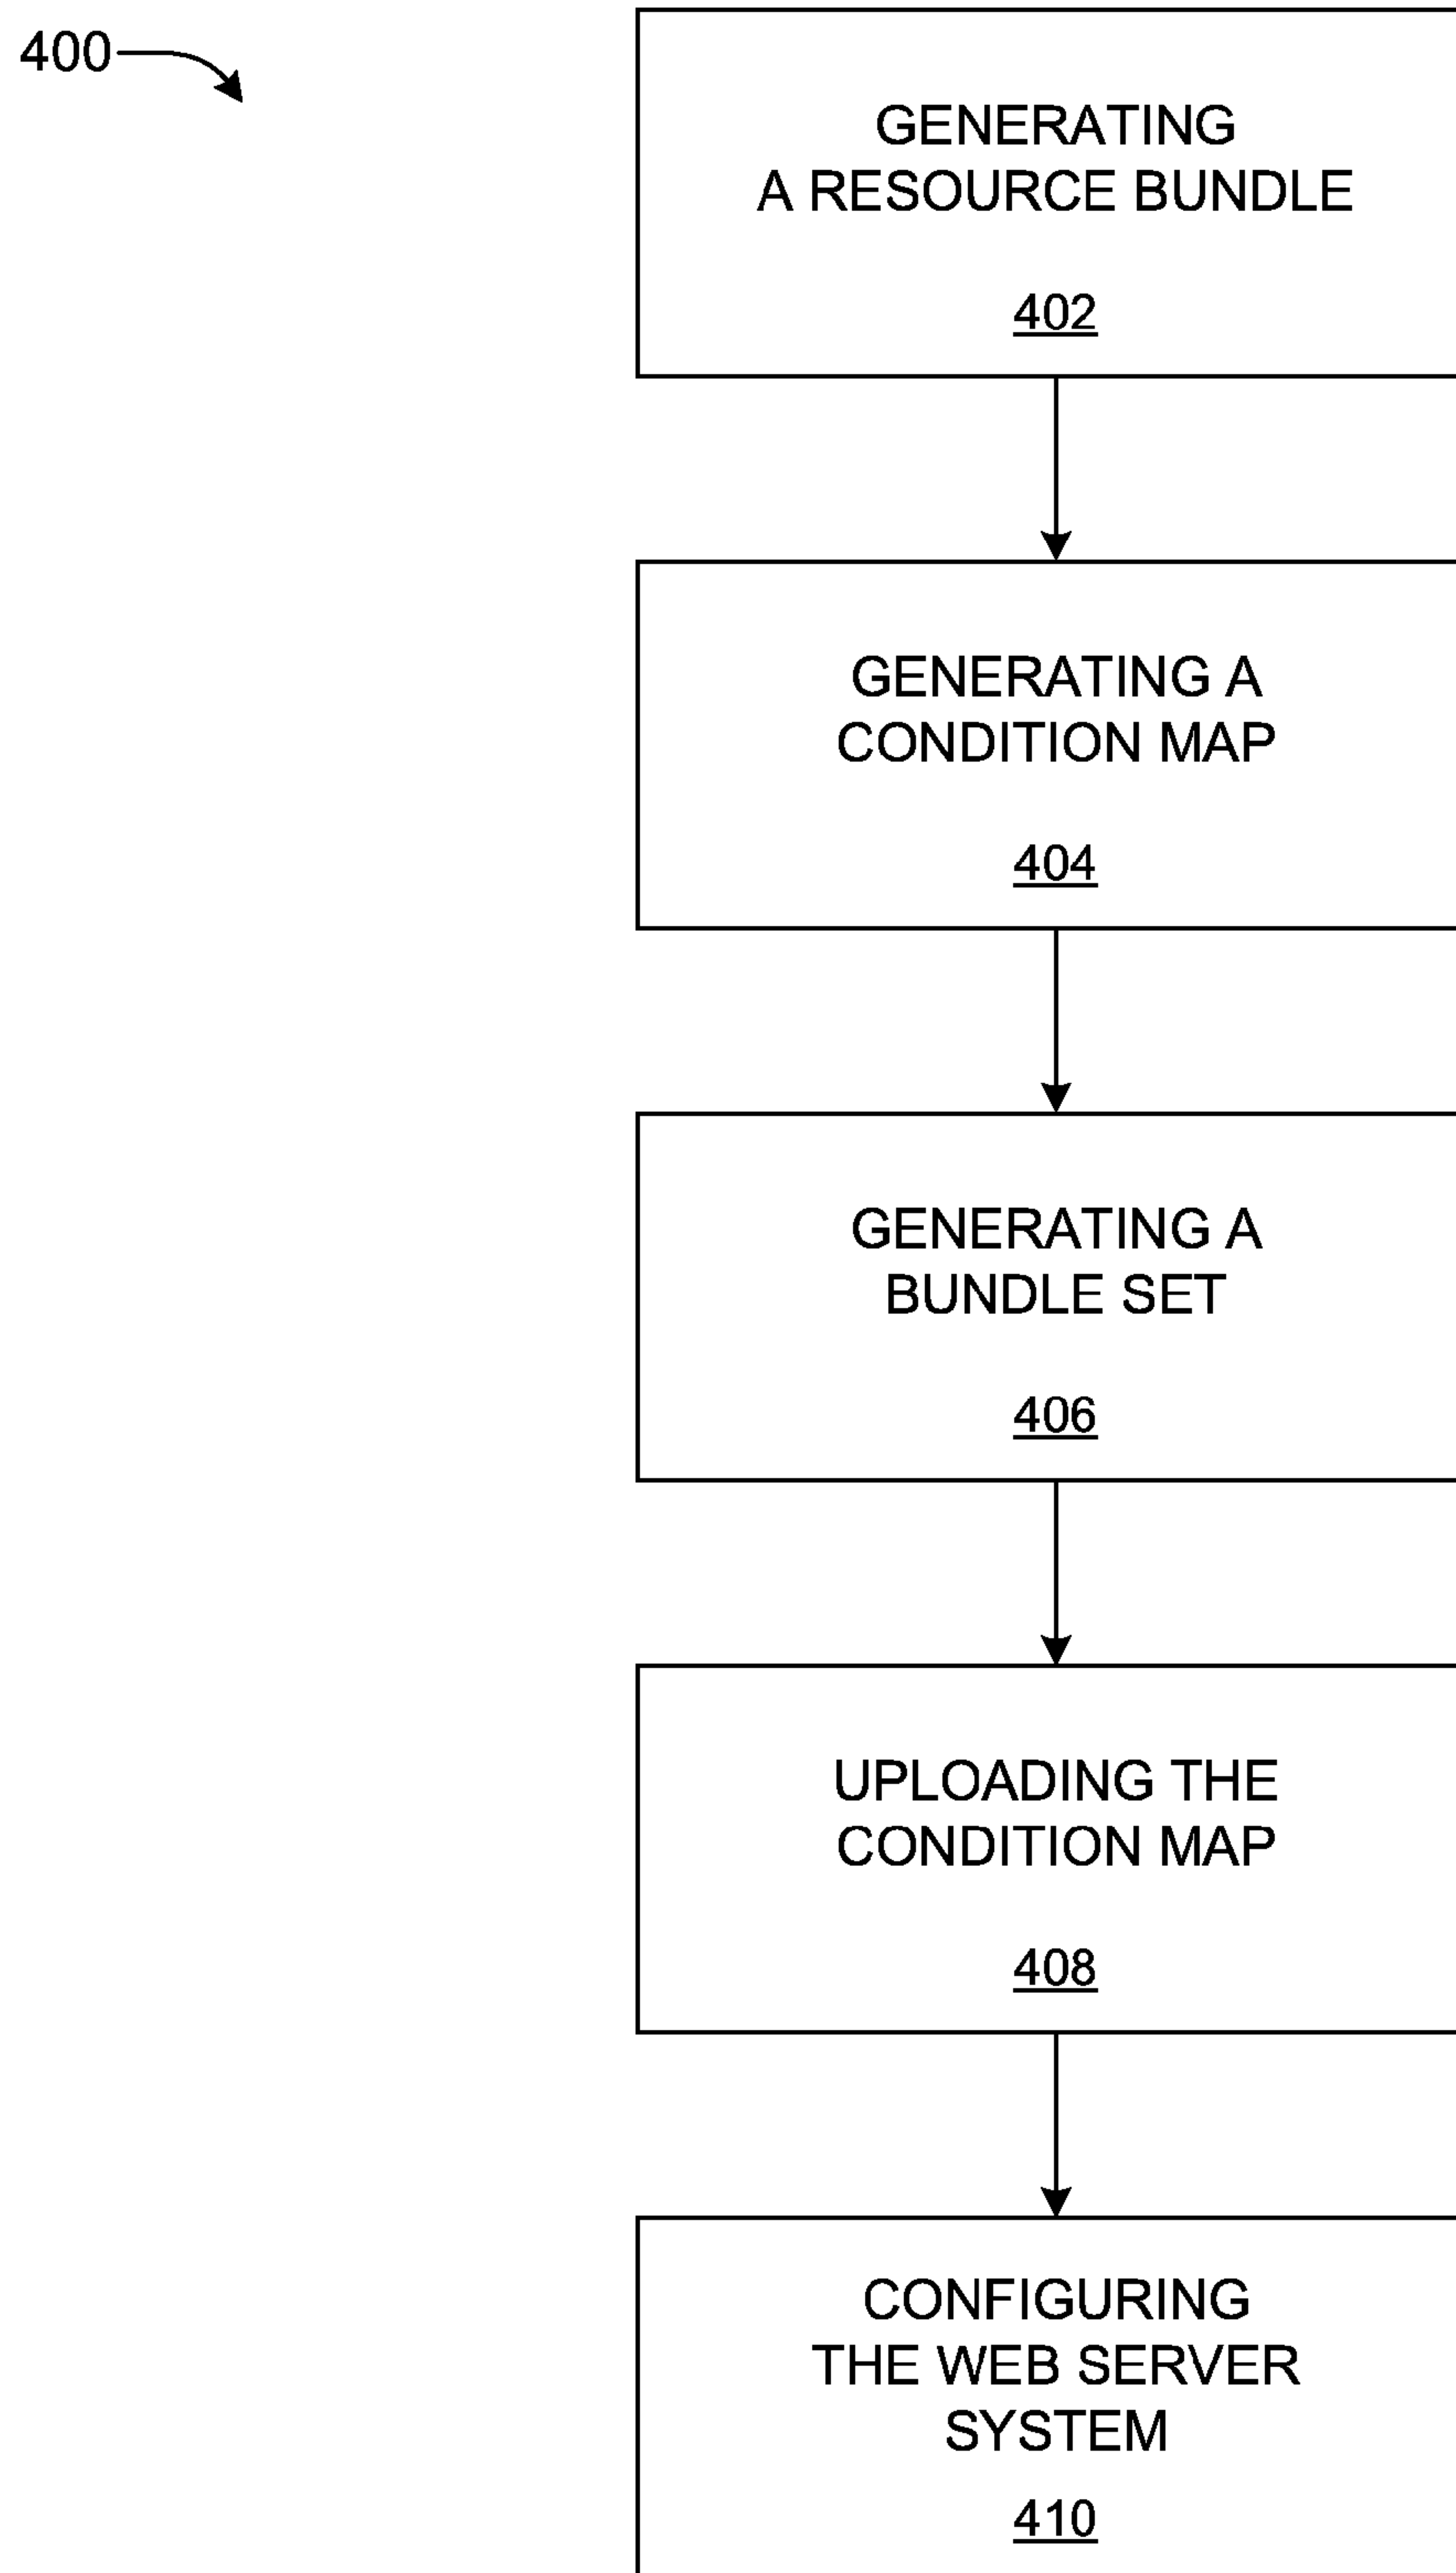 400
GENERATING
A RESOURCE BUNDLE
402
GENERATING A
CONDITION MAP
404
GENERATING A
BUNDLE SET
406
UPLOADING THE
CONDITION MAP
408
CONFIGURING
THE WEB SERVER
SYSTEM
410